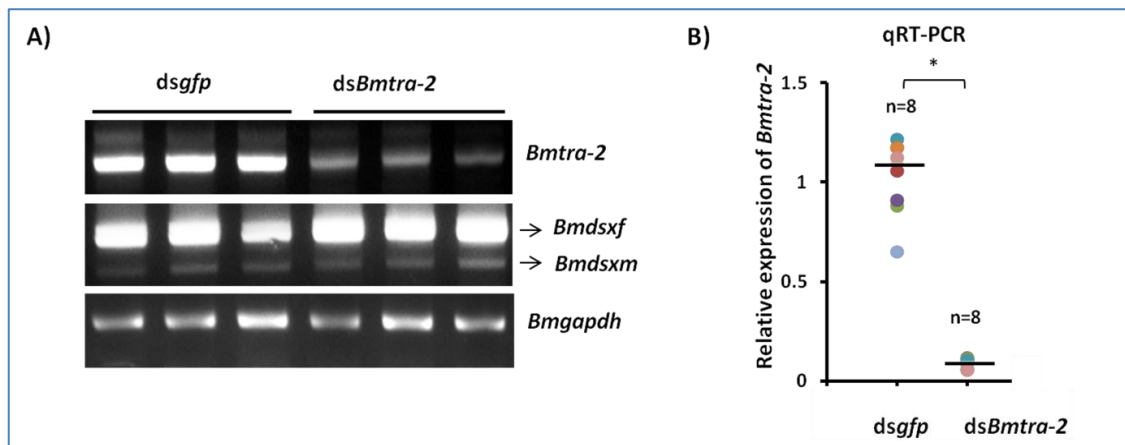 A)
dsgfp
dsBmtra-2
Bmtra-2
Bmdsxf
Bmdsxm
Bmgapdh
B)
qRT-PCR
Relative expression of Bmtra-2
1.5
1
0.5
0
*
n=8
n=8
dsgfp
dsBmtra-2